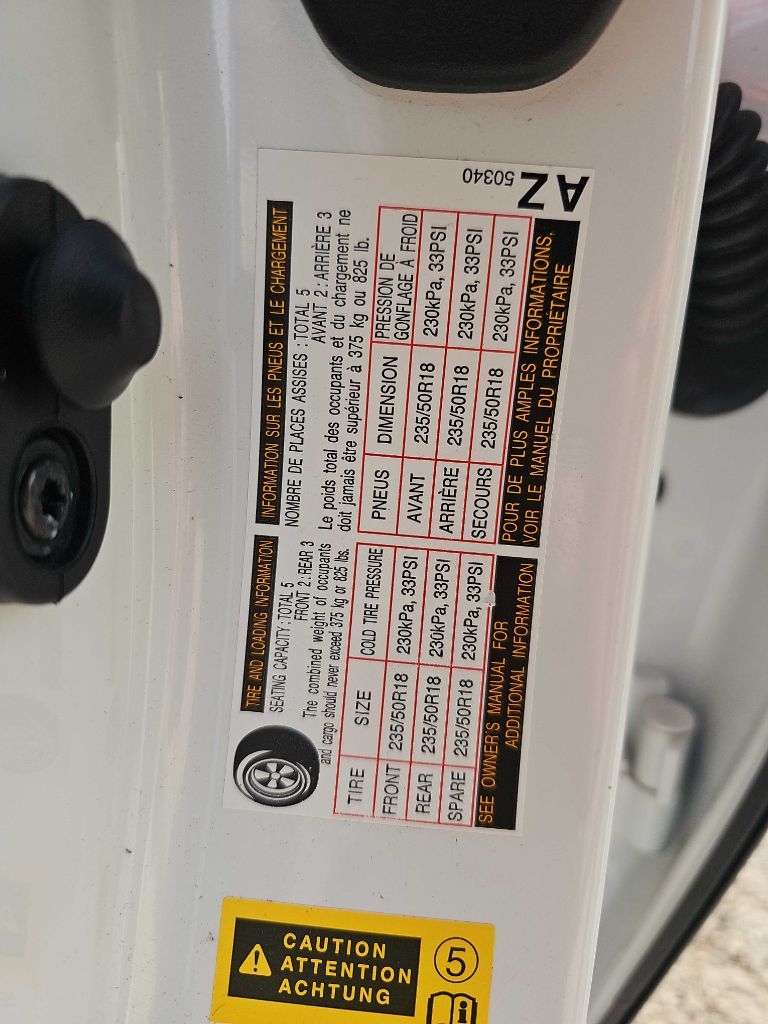 TIRE AND LOADING INFORMATION
SEATING CAPACITY : TOTAL 5
FRONT 2 : REAR 3
The combined weight of occupants
and cargo should never exceed 375 kg or 825 lbs.
TIRE SIZE COLD TIRE PRESSURE
FRONT 235/50R18 230kPa, 33PSI
REAR 235/50R18 230kPa, 33PSI
SPARE 235/50R18 230kPa, 33PSI
SEE OWNER'S MANUAL FOR
ADDITIONAL INFORMATION
INFORMATION SUR LES PNEUS ET LE CHARGEMENT
NOMBRE DE PLACES ASSISES : TOTAL 5
AVANT 2 : ARRIÈRE 3
Le poids total des occupants et du chargement ne
doit jamais être supérieur à 375 kg ou 825 lb.
PNEUS DIMENSION PRESSION DE
GONFLAGE À FROID
AVANT 235/50R18 230kPa, 33PSI
ARRIÈRE 235/50R18 230kPa, 33PSI
SECOURS 235/50R18 230kPa, 33PSI
POUR DE PLUS AMPLES INFORMATIONS,
VOIR LE MANUEL DU PROPRIÉTAIRE
AZ 50340
CAUTION
ATTENTION
ACHTUNG
5
i